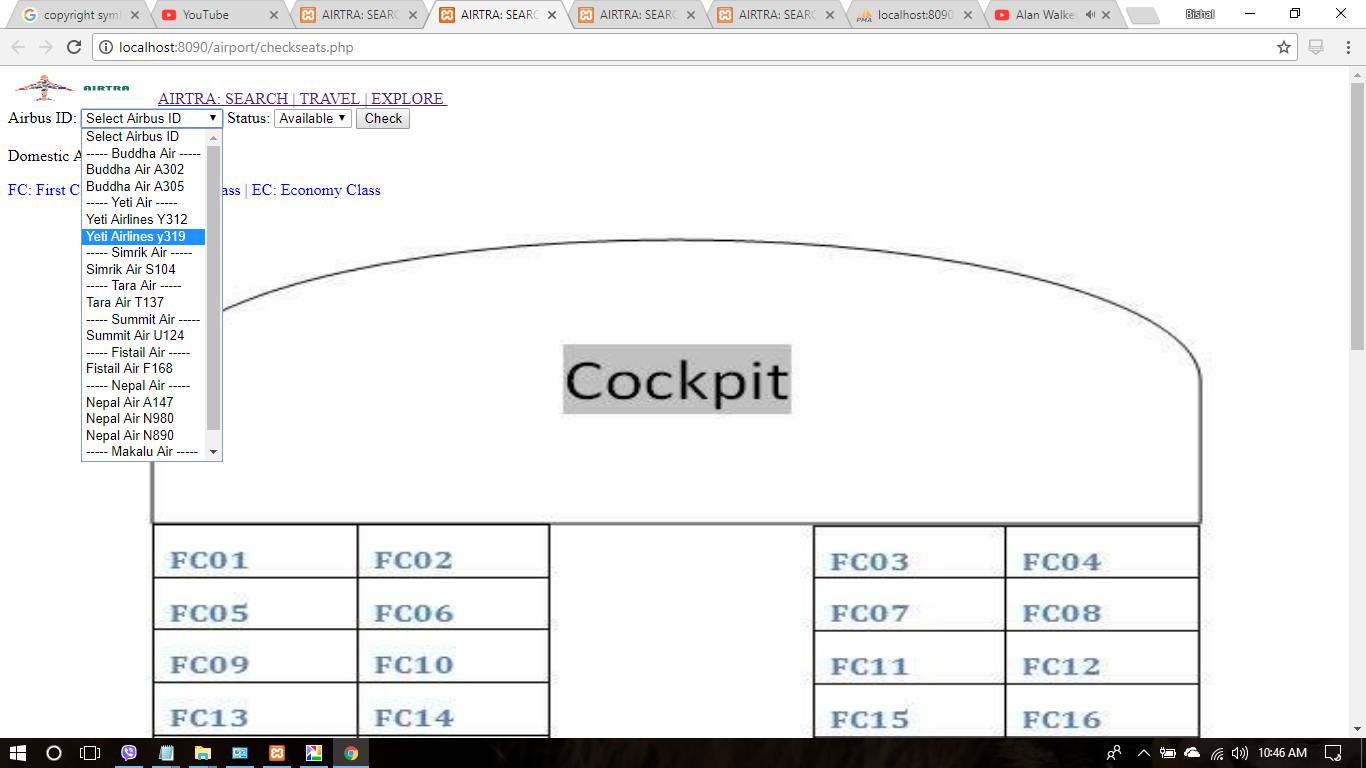 copyright syml
YouTube
AIRTRA: SEARC
AIRTRA: SEARC
AIRTRA: SEARC
AIRTRA: SEARC
PMA localhost:8090
Alan Walke
Bishal
localhost:8090/airport/checkseats.php
AIRTRA
AIRTRA: SEARCH | TRAVEL | EXPLORE
Airbus ID: Select Airbus ID Status: Available Check
Select Airbus ID
----- Buddha Air -----
Domestic A
Buddha Air A302
Buddha Air A305
FC: First C ass | EC: Economy Class
----- Yeti Air -----
Yeti Airlines Y312
Yeti Airlines y319
----- Simrik Air -----
Simrik Air S104
----- Tara Air -----
Tara Air T137
----- Summit Air -----
Summit Air U124
----- Fistail Air -----
Fistail Air F168
----- Nepal Air -----
Nepal Air A147
Nepal Air N980
Nepal Air N890
----- Makalu Air -----
Cockpit
FC01 FC02 FC03 FC04
FC05 FC06 FC07 FC08
FC09 FC10 FC11 FC12
FC13 FC14 FC15 FC16
10:46 AM